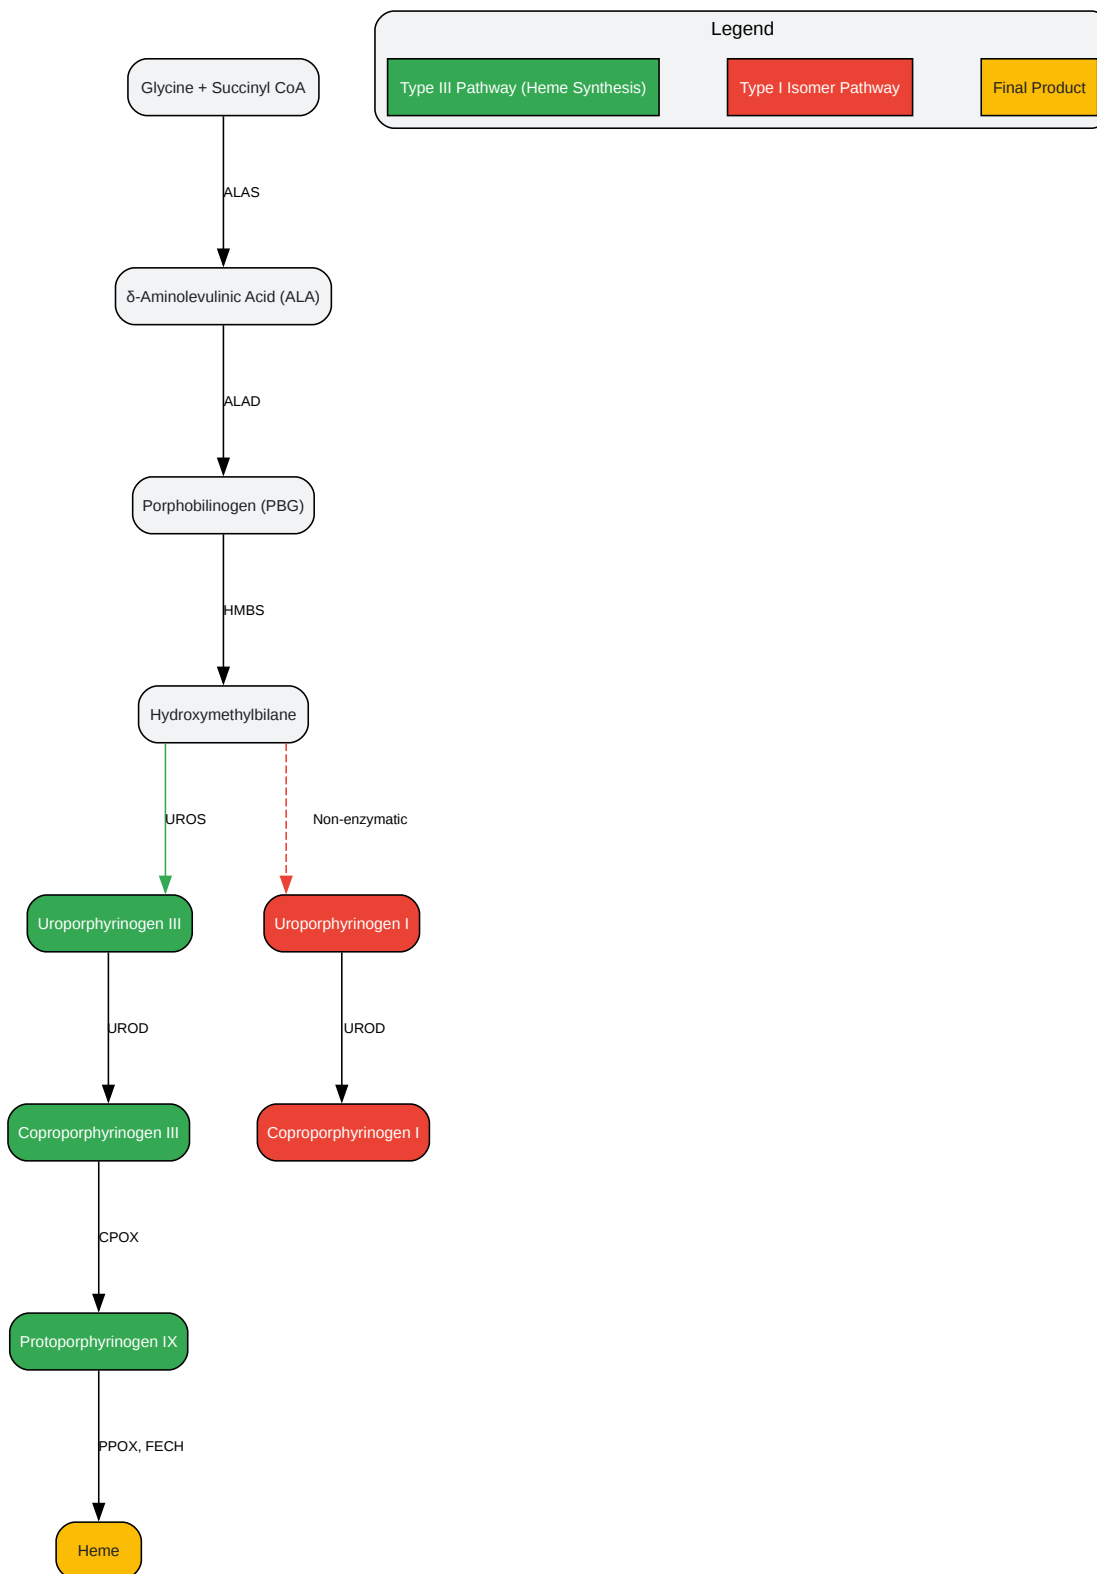 Legend
Type III Pathway (Heme Synthesis)
Type I Isomer Pathway
Final Product
Glycine + Succinyl CoA
ALAS
δ-Aminolevulinic Acid (ALA)
ALAD
Porphobilinogen (PBG)
HMBS
Hydroxymethylbilane
UROS
Non-enzymatic
Uroporphyrinogen III
Uroporphyrinogen I
UROD
UROD
Coproporphyrinogen III
Coproporphyrinogen I
CPOX
Protoporphyrinogen IX
PPOX, FECH
Heme